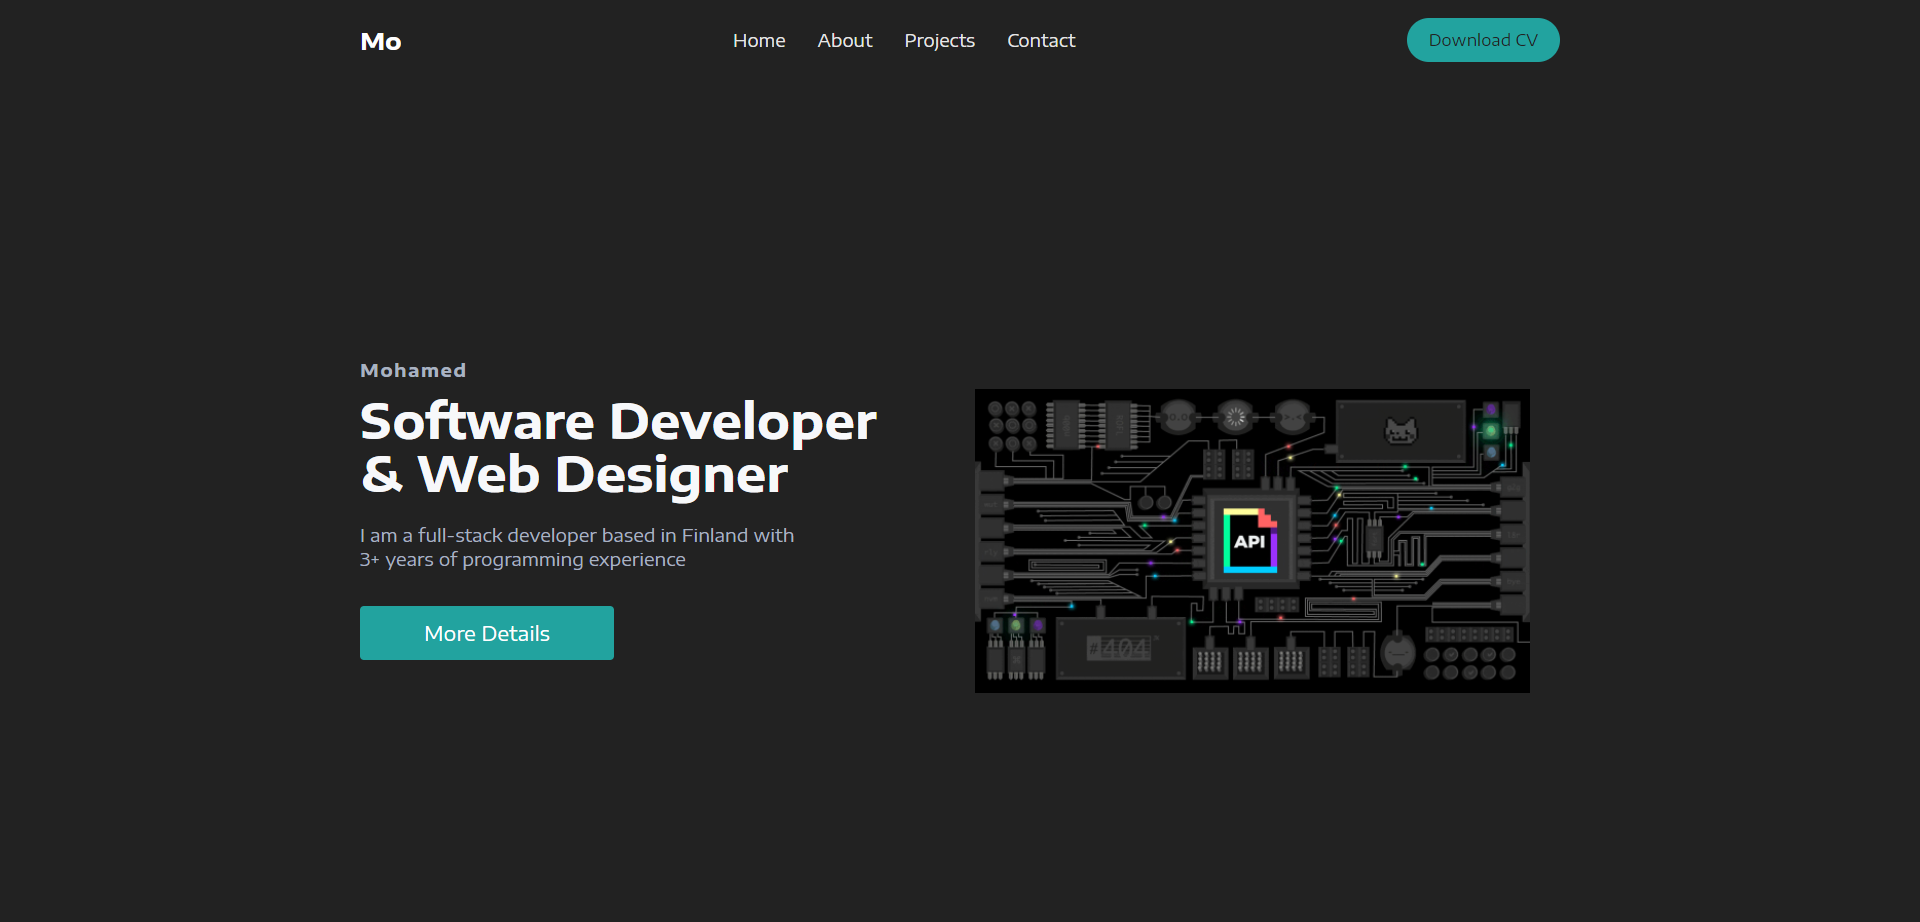 Mo
Home About Projects Contact
Download CV
Mohamed
Software Developer
& Web Designer
I am a full-stack developer based in Finland with
3+ years of programming experience
More Details
API
#404